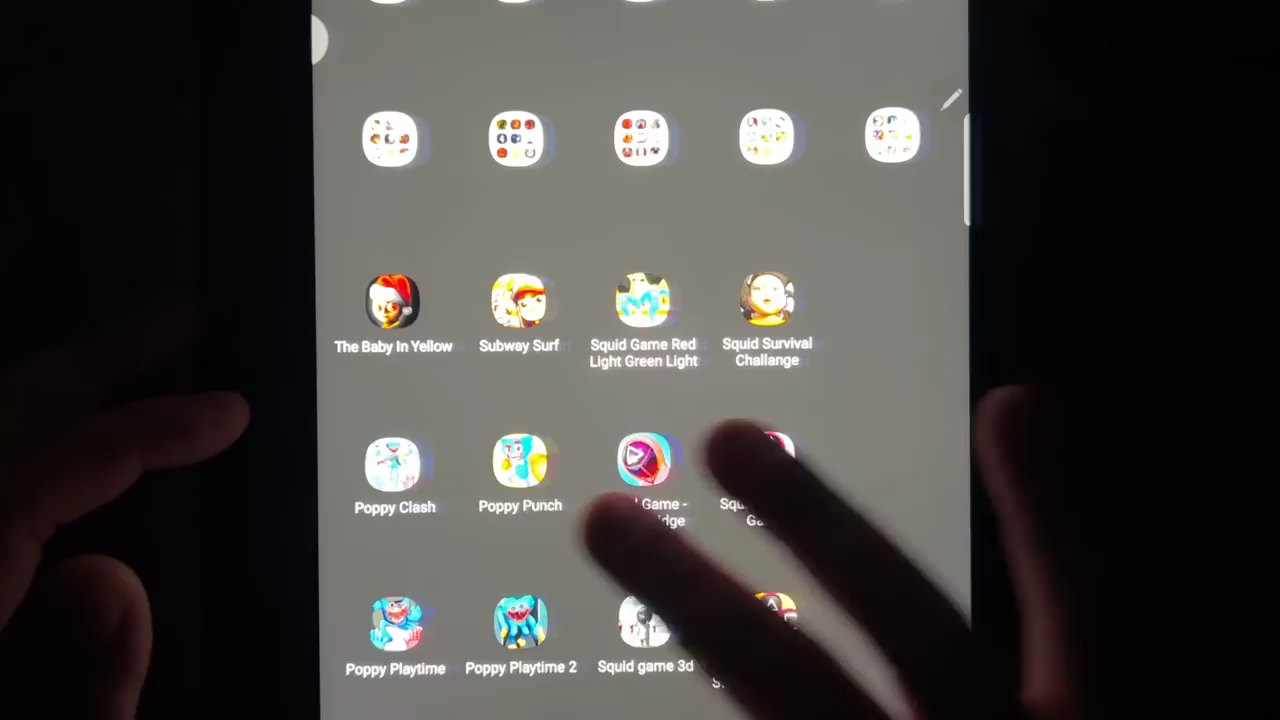 The Baby In Yellow
Subway Surf
Squid Game Red
Light Green Light
Squid Survival
Challange
Poppy Clash
Poppy Punch
Game -
Poppy Playtime
Poppy Playtime 2
Squid game 3d